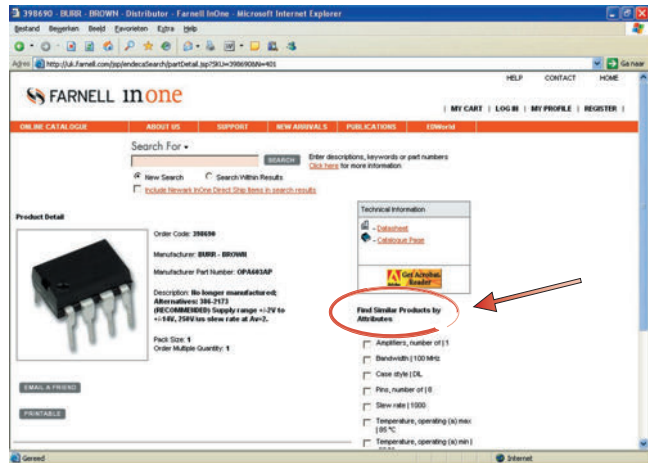 398690 - BURR - BROWN - Distributor - Farnell InOne - Microsoft Internet Explorer
Bestand Bewerken Beeld Favorieten Extra Help
Adres http://uk.farnell.com/jsp/endecaSearch/partDetail.jsp?SKU=398690&N=401 Ga naar
HELP CONTACT HOME
FARNELL InOne
| MY CART | LOG IN | MY PROFILE | REGISTER |
ONLINE CATALOGUE ABOUT US SUPPORT NEW ARRIVALS PUBLICATIONS EDWorld
Search For
SEARCH Enter descriptions, keywords or part numbers
Click here for more information
New Search Search Within Results
Include Newark InOne Direct Ship Items in search results
Product Detail
Order Code: 398690
Manufacturer: BURR - BROWN
Manufacturer Part Number: OPA603AP
Description: No longer manufactured;
Alternatives: 306-2173
(RECOMMENDED) Supply range +/-2V to
+/-14V, 250V/us slew rate at Av=2.
Pack Size: 1
Order Multiple Quantity: 1
EMAIL A FRIEND
PRINTABLE
Technical Information
- Datasheet
- Catalogue Page
Get Acrobat
Reader
Adobe
Find Similar Products by
Attributes
Amplifiers, number of | 1
Bandwidth | 100 MHz
Case style | DIL
Pins, number of | 8
Slew rate | 1000
Temperature, operating (a) max
| 85 °C
Temperature, operating (a) min |
Gereed Internet